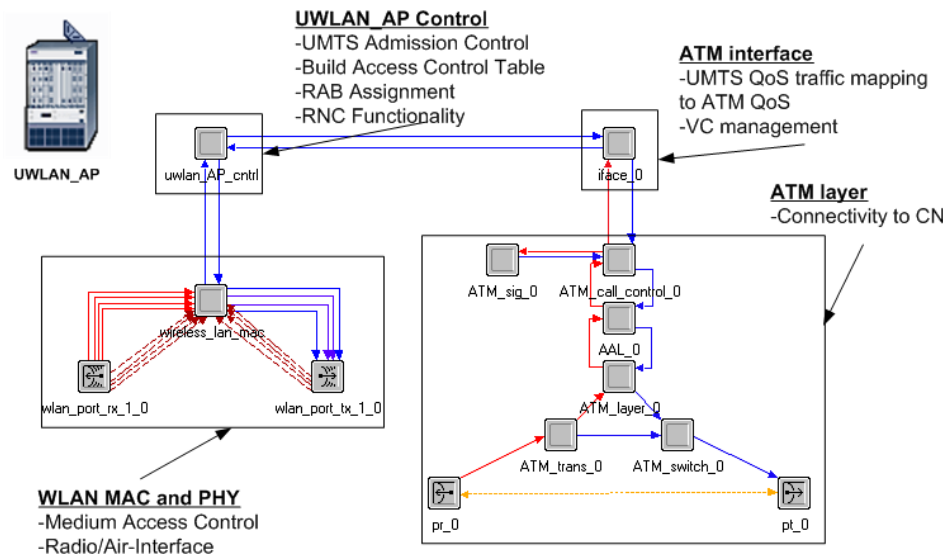 UWLAN_AP Control
-UMTS Admission Control
-Build Access Control Table
-RAB Assignment
-RNC Functionality
ATM interface
-UMTS QoS traffic mapping
to ATM QoS
-VC management
UWLAN_AP
uwlan_AP_cntrl
iface_0
ATM layer
-Connectivity to CN
ATM_sig_0
ATM_call_control_0
wireless_lan_mac
AAL_0
wlan_port_rx_1_0
wlan_port_tx_1_0
ATM_layer_0
ATM_trans_0
ATM_switch_0
pr_0
pt_0
WLAN MAC and PHY
-Medium Access Control
-Radio/Air-Interface